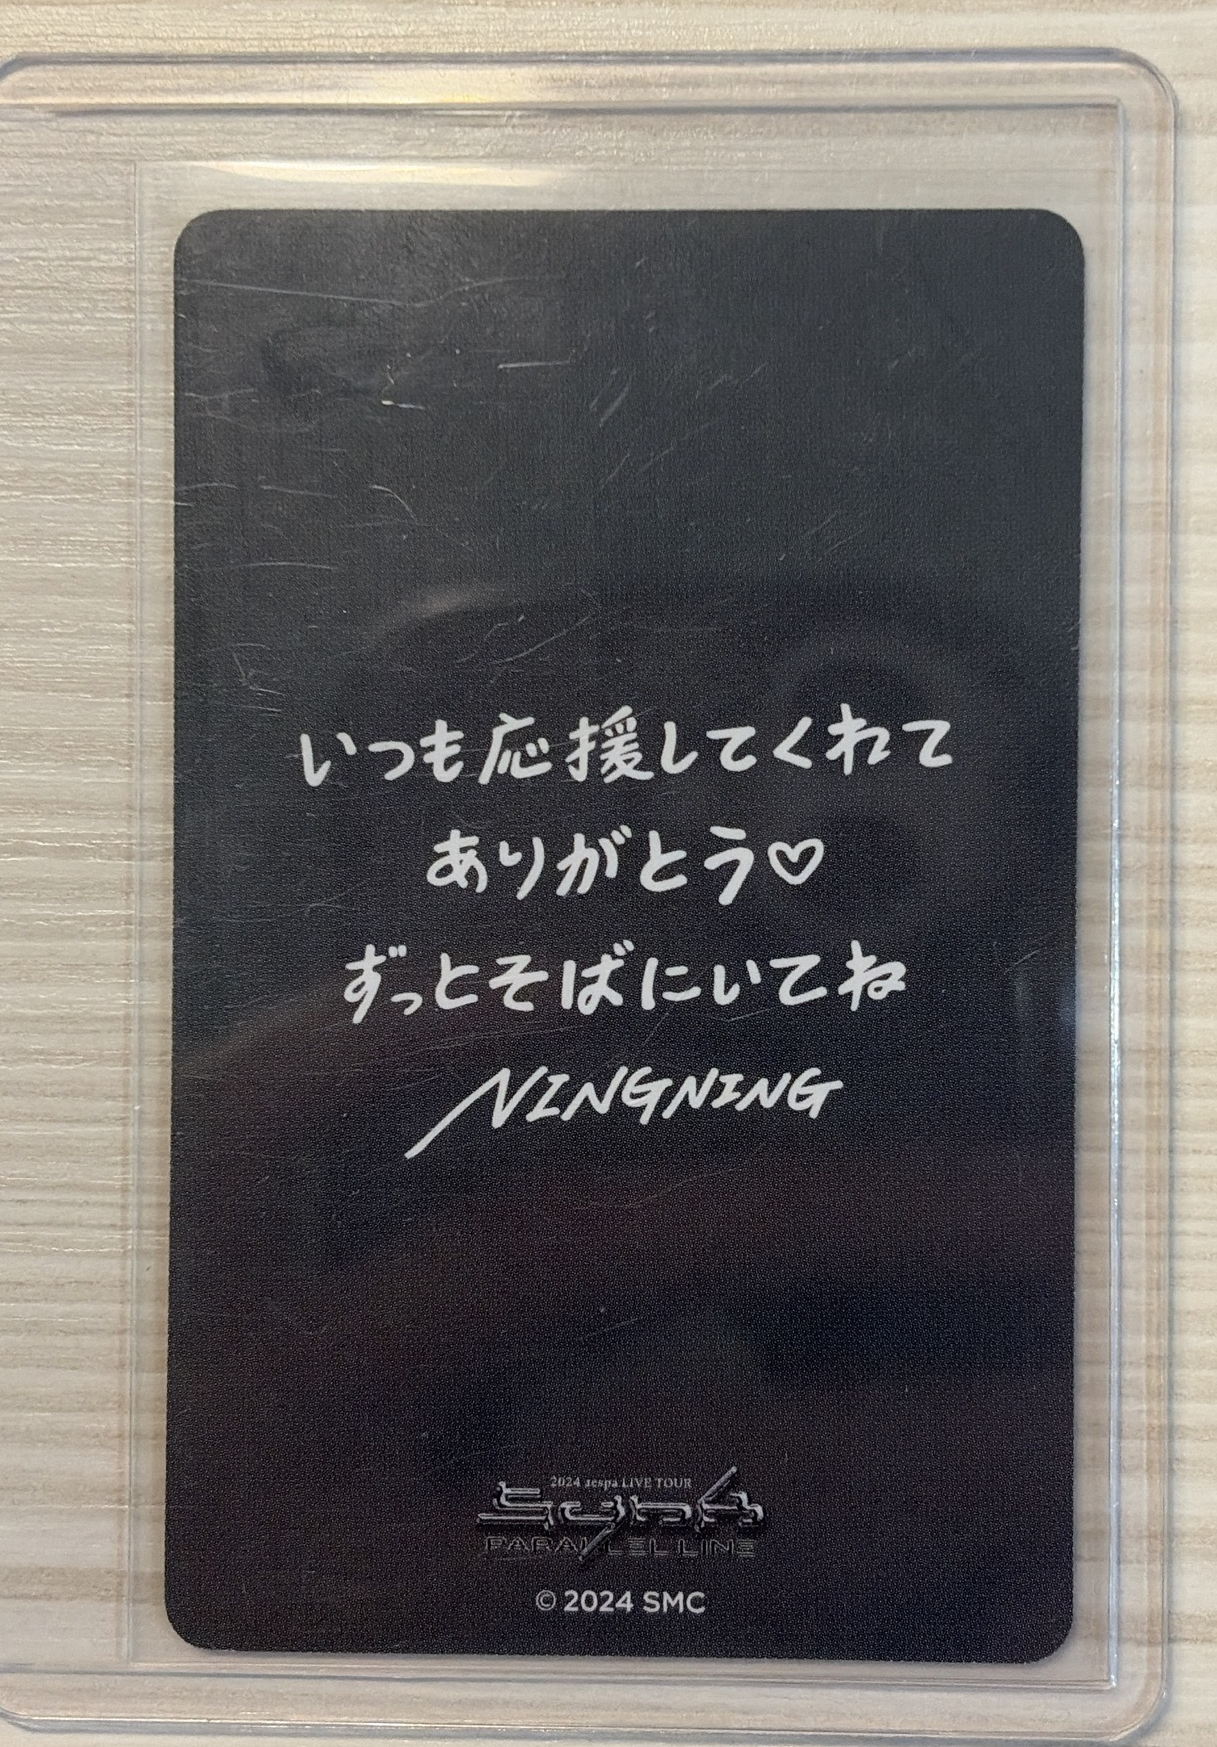 いつも応援してくれて
ありがとう♡
ずっとそばにいてね
NINGNING
2024 aespa LIVE TOUR
SYNK
PARALLEL LINE
© 2024 SMC